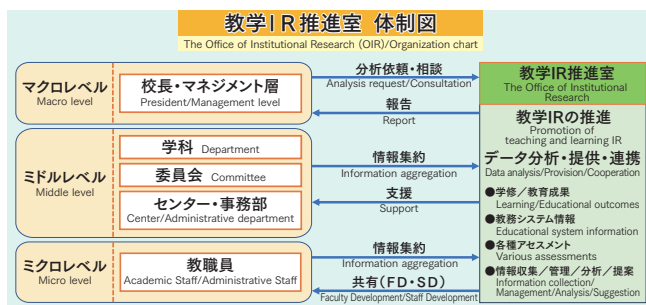 教学IR推進室 体制図
The Office of Institutional Research (OIR)/Organization chart
マクロレベル
Macro level
校長・マネジメント層
President/Management level
分析依頼・相談
Analysis request/Consultation
報告
Report
ミドルレベル
Middle level
学科 Department
委員会 Committee
センター・事務部
Center/Administrative department
情報集約
Information aggregation
支援
Support
ミクロレベル
Micro level
教職員
Academic Staff/Administrative Staff
情報集約
Information aggregation
共有(FD・SD)
Faculty Development/Staff Development
教学IR推進室
The Office of Institutional
Research
教学IRの推進
Promotion of
teaching and learning IR
データ分析・提供・連携
Data analysis/Provision/Cooperation
●学修／教育成果
Learning/Educational outcomes
●教務システム情報
Educational system information
●各種アセスメント
Various assessments
●情報収集／管理／分析／提案
Information collection/
Management/Analysis/Suggestion